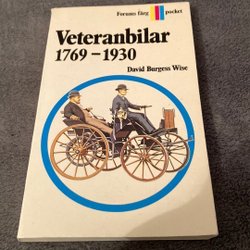 Forums färg pocket
Veteranbilar
1769–1930
David Burgess Wise